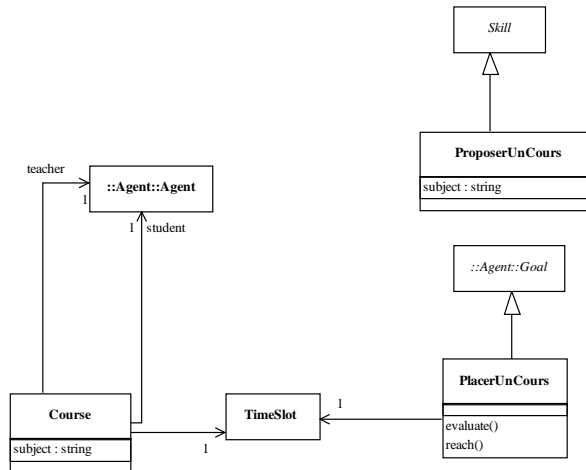 Skill
ProposerUnCours
subject : string
teacher
::Agent::Agent
1
1
student
::Agent::Goal
PlacerUnCours
evaluate()
reach()
Course
subject : string
TimeSlot
1
1